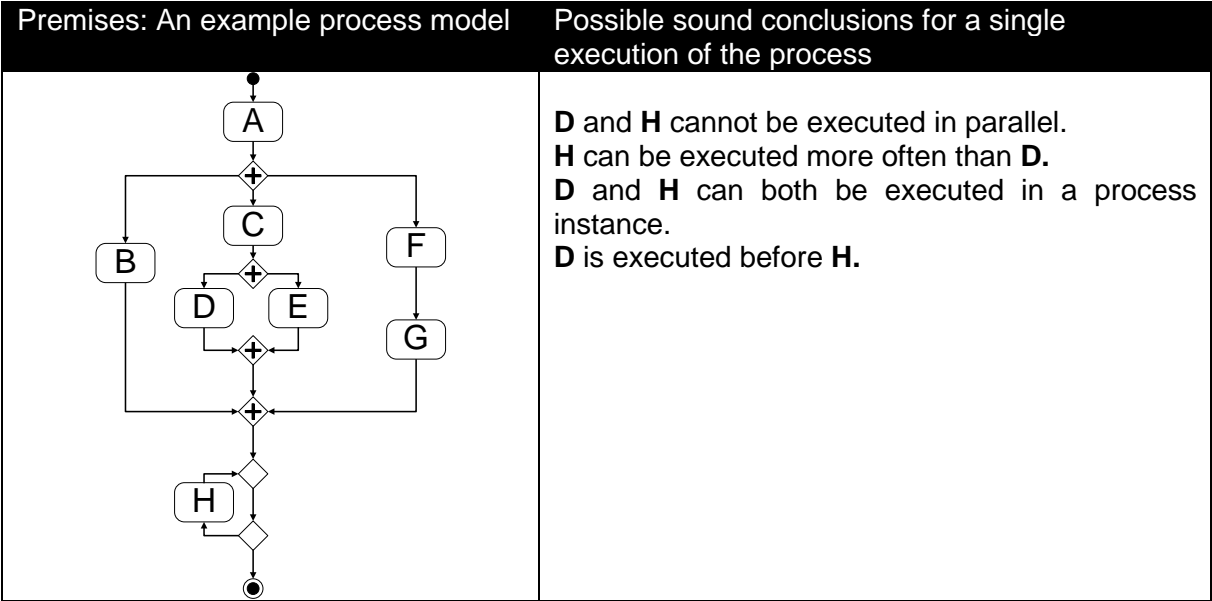 Premises: An example process model
Possible sound conclusions for a single
execution of the process
A
C
B
F
D
E
G
H
D and H cannot be executed in parallel.
H can be executed more often than D.
D and H can both be executed in a process
instance.
D is executed before H.